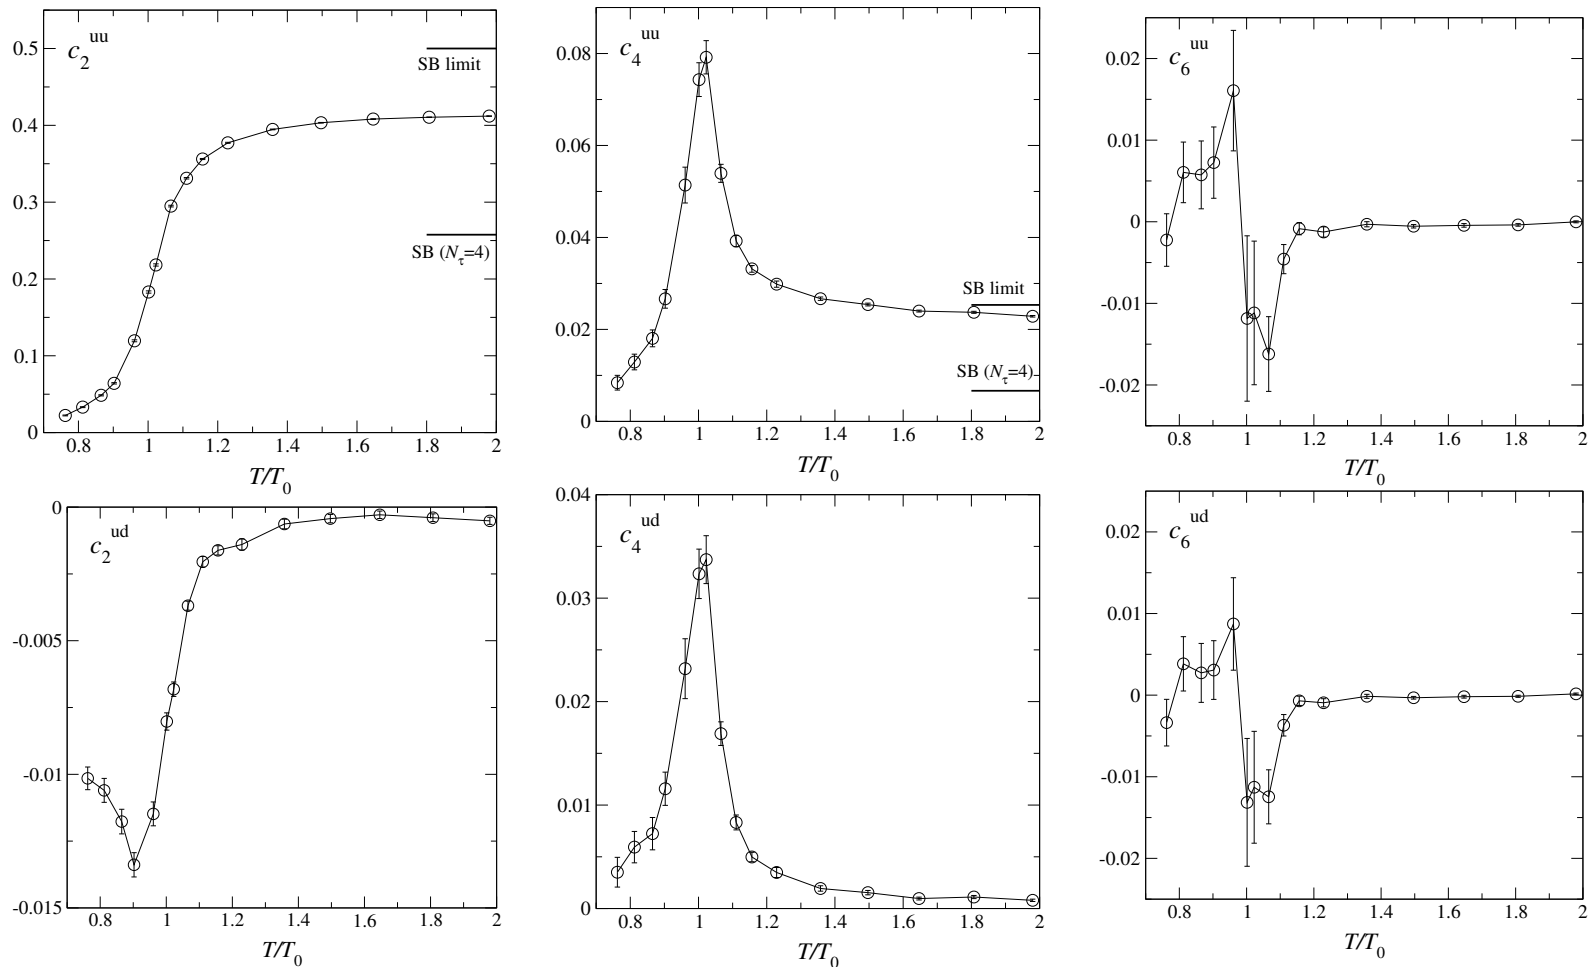 c₂ᵘᵘ
0.5
0.4
0.3
0.2
0.1
0
SB limit
SB (N_τ=4)
0.8 1 1.2 1.4 1.6 1.8 2
T/T₀
c₄ᵘᵘ
0.08
0.06
0.04
0.02
0
SB limit
SB (N_τ=4)
0.8 1 1.2 1.4 1.6 1.8 2
T/T₀
c₆ᵘᵘ
0.02
0.01
0
-0.01
-0.02
0.8 1 1.2 1.4 1.6 1.8 2
T/T₀
c₂ᵘᵈ
0
-0.005
-0.01
-0.015
0.8 1 1.2 1.4 1.6 1.8 2
T/T₀
c₄ᵘᵈ
0.04
0.03
0.02
0.01
0
0.8 1 1.2 1.4 1.6 1.8 2
T/T₀
c₆ᵘᵈ
0.02
0.01
0
-0.01
-0.02
0.8 1 1.2 1.4 1.6 1.8 2
T/T₀